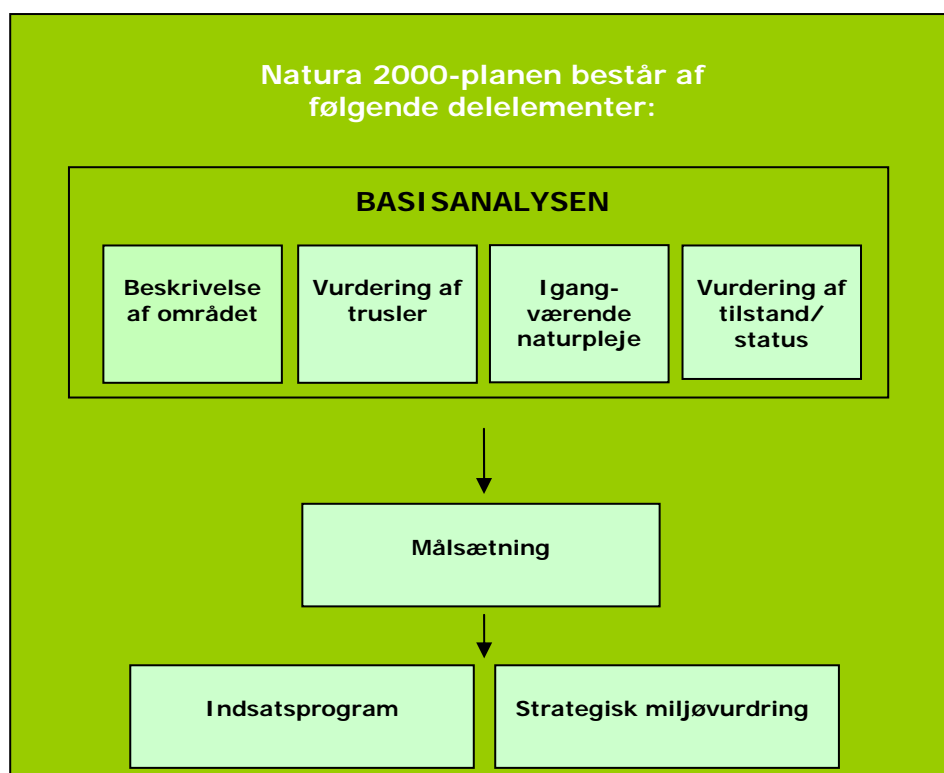 Natura 2000-planen består af
følgende delelementer:
BASISANALYSEN
Beskrivelse
af området
Vurdering af
trusler
Igang-
værende
naturpleje
Vurdering af
tilstand/
status
Målsætning
Indsatsprogram
Strategisk miljøvurdring